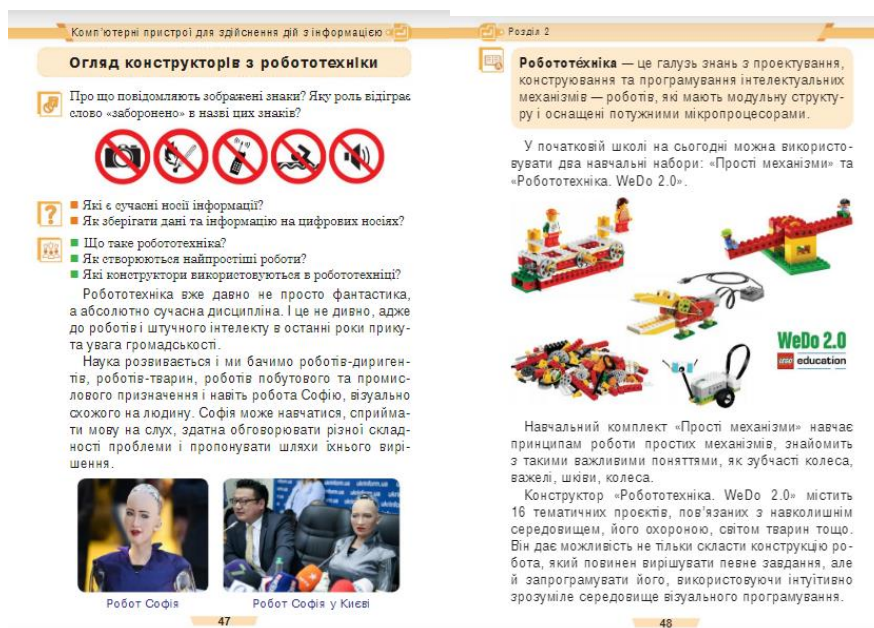 Комп'ютерні пристрої для здійснення дій з інформацією
Огляд конструкторів з робототехніки
Про що повідомляють зображені знаки? Яку роль відіграє
слово «заборонено» в назві цих знаків?
Які є сучасні носії інформації?
Як зберігати дані та інформацію на цифрових носіях?
Що таке робототехніка?
Як створюються найпростіші роботи?
Які конструктори використовуються в робототехніці?
Робототехніка вже давно не просто фантастика,
а абсолютно сучасна дисципліна. І це не дивно, адже
до роботів і штучного інтелекту в останні роки прику-
та увага громадськості.
Наука розвивається і ми бачимо роботів-дириген-
тів, роботів-тварин, роботів побутового та промис-
лового призначення і навіть робота Софію, візуально
схожого на людину. Софія може навчатися, сприйма-
ти мову на слух, здатна обговорювати різної склад-
ності проблеми і пропонувати шляхи їхнього вирі-
шення.
Робот Софія
Робот Софія у Києві
47
Розділ 2
Робототе́хніка — це галузь знань з проектування,
конструювання та програмування інтелектуальних
механізмів — роботів, які мають модульну структу-
ру і оснащені потужними мікропроцесорами.
У початковій школі на сьогодні можна використо-
вувати два навчальні набори: «Прості механізми» та
«Робототехніка. WeDo 2.0».
WeDo 2.0
LEGO education
Навчальний комплект «Прості механізми» навчає
принципам роботи простих механізмів, знайомить
з такими важливими поняттями, як зубчасті колеса,
важелі, шківи, колеса.
Конструктор «Робототехніка. WeDo 2.0» містить
16 тематичних проєктів, пов'язаних з навколишнім
середовищем, його охороною, світом тварин тощо.
Він дає можливість не тільки скласти конструкцію ро-
бота, який повинен вирішувати певне завдання, але
й запрограмувати його, використовуючи інтуїтивно
зрозуміле середовище візуального програмування.
48